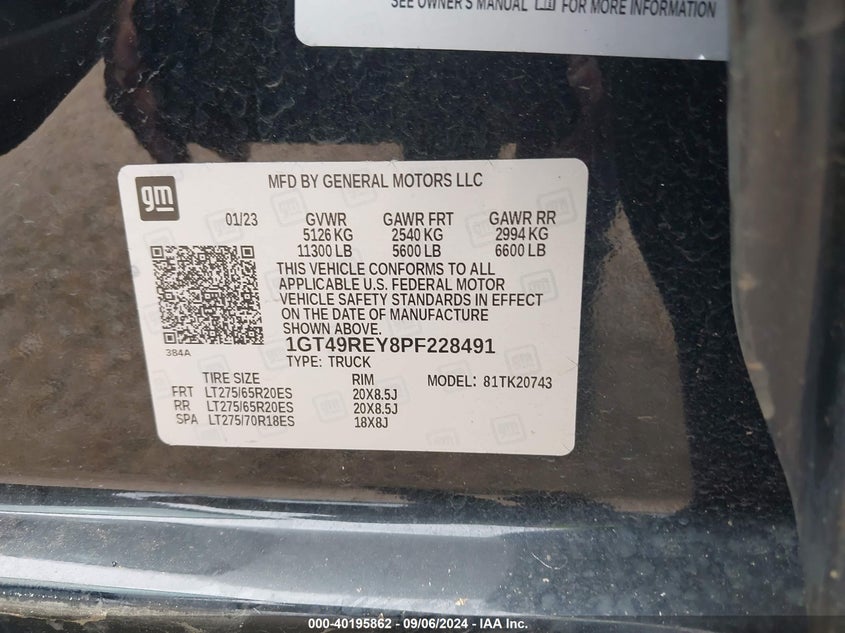 SEE OWNER'S MANUAL FOR MORE INFORMATION
gm
MFD BY GENERAL MOTORS LLC
01/23 GVWR GAWR FRT GAWR RR
5126 KG 2540 KG 2994 KG
11300 LB 5600 LB 6600 LB
THIS VEHICLE CONFORMS TO ALL
APPLICABLE U.S. FEDERAL MOTOR
VEHICLE SAFETY STANDARDS IN EFFECT
ON THE DATE OF MANUFACTURE
SHOWN ABOVE.
384A
1GT49REY8PF228491
TYPE: TRUCK
TIRE SIZE RIM MODEL: 81TK20743
FRT LT275/65R20ES 20X8.5J
RR LT275/65R20ES 20X8.5J
SPA LT275/70R18ES 18X8J
000-40195862 - 09/06/2024 - IAA Inc.